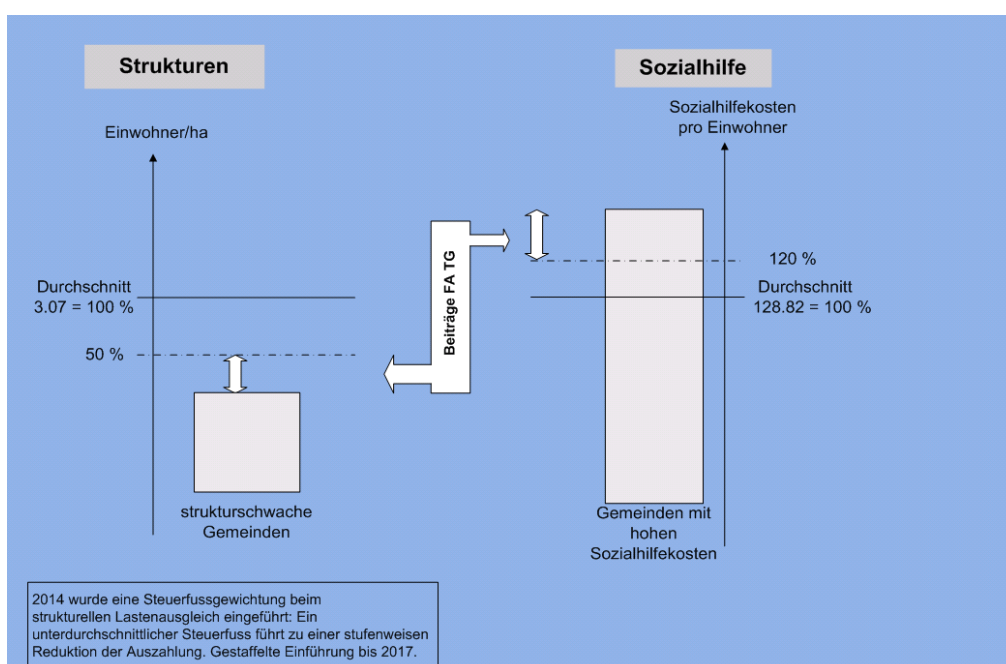 Strukturen
Einwohner/ha
Durchschnitt
3.07 = 100 %
50 %
strukturschwache
Gemeinden
Beiträge FA TG
Sozialhilfe
Sozialhilfekosten
pro Einwohner
120 %
Durchschnitt
128.82 = 100 %
Gemeinden mit
hohen
Sozialhilfekosten
2014 wurde eine Steuerfussgewichtung beim
strukturellen Lastenausgleich eingeführt: Ein
unterdurchschnittlicher Steuerfuss führt zu einer stufenweisen
Reduktion der Auszahlung. Gestaffelte Einführung bis 2017.